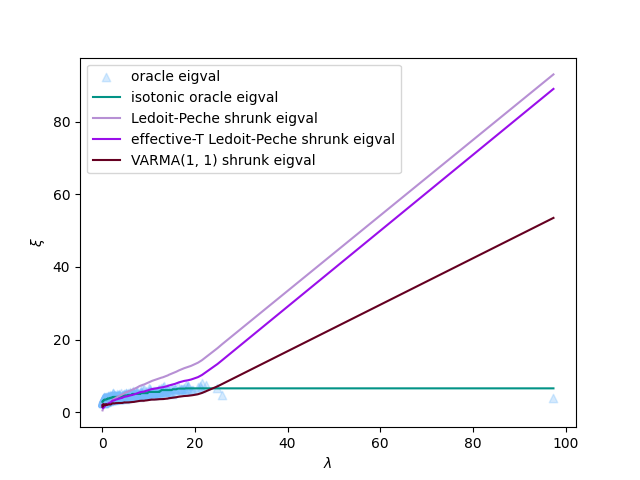 oracle eigval
isotonic oracle eigval
Ledoit-Peche shrunk eigval
effective-T Ledoit-Peche shrunk eigval
VARMA(1, 1) shrunk eigval
80
60
40
20
0
ξ
0 20 40 60 80 100
λ